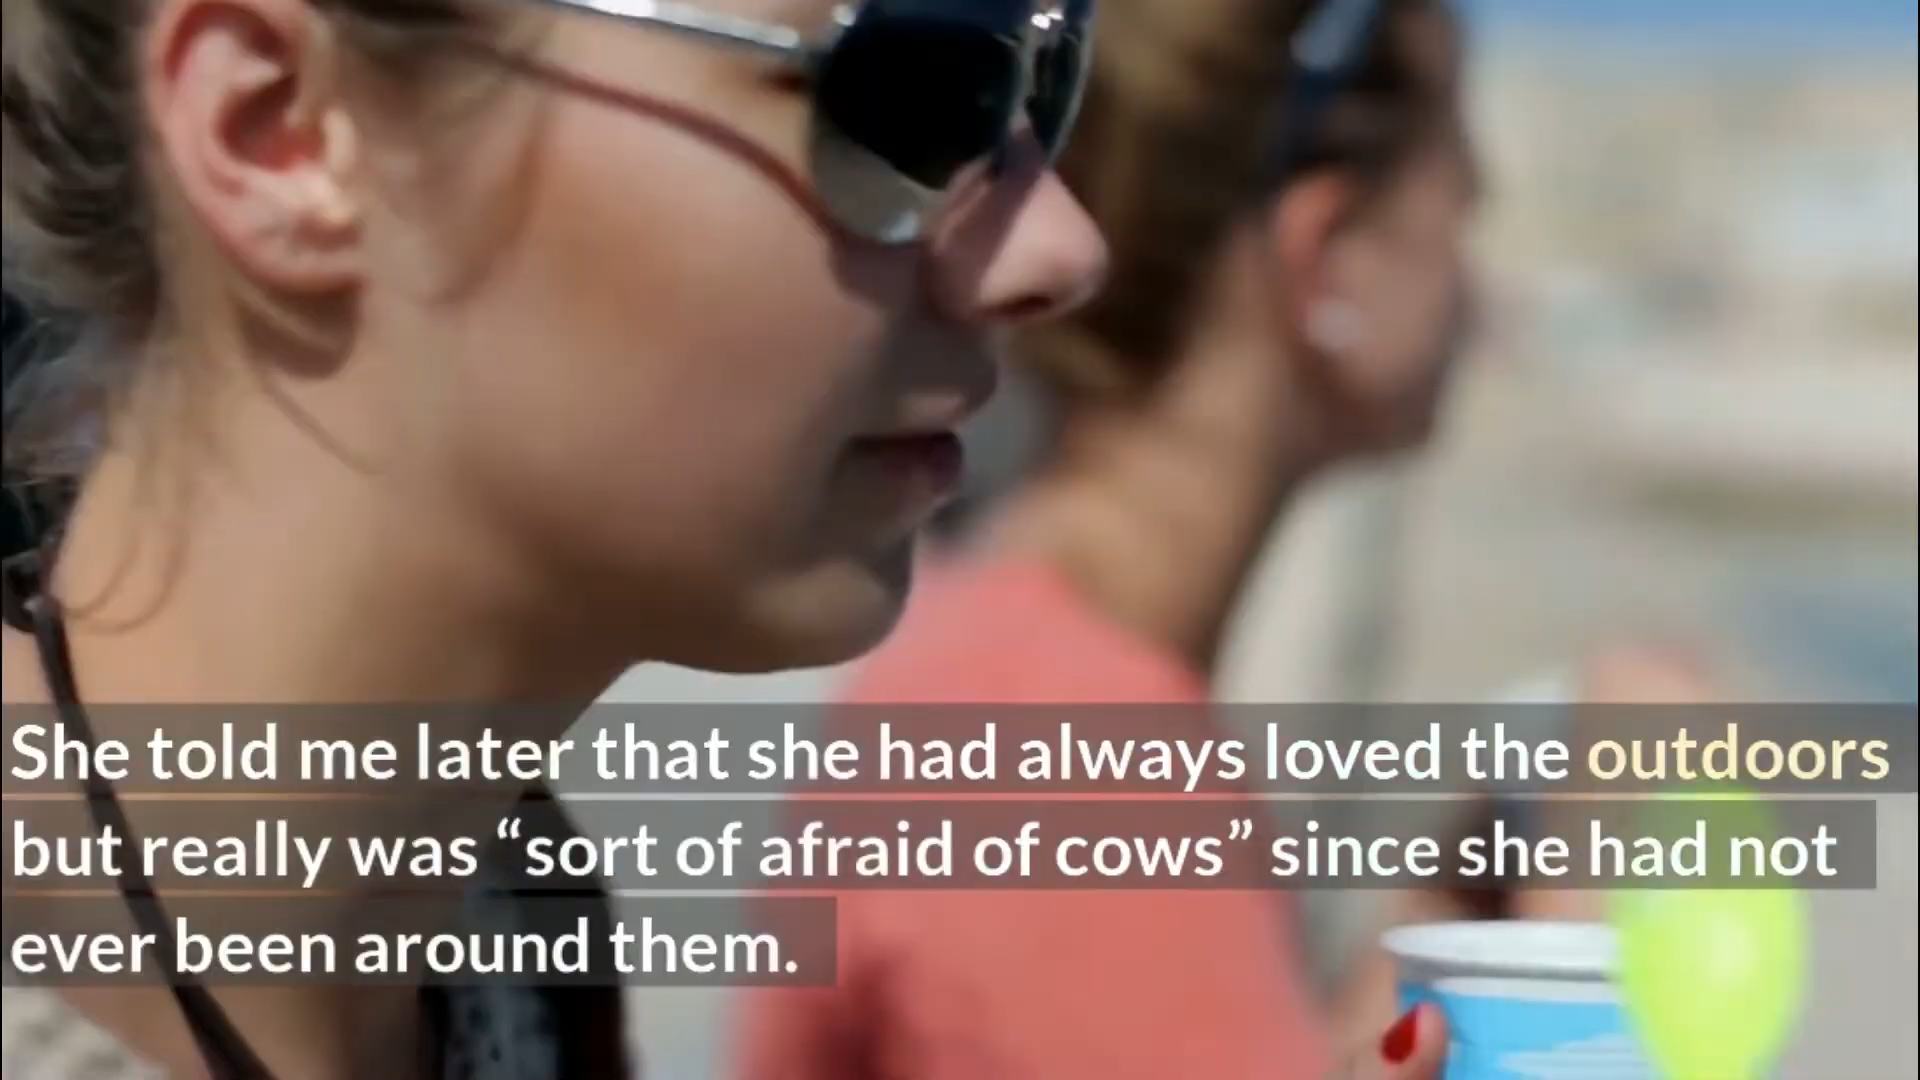 She told me later that she had always loved the outdoors
but really was “sort of afraid of cows” since she had not
ever been around them.